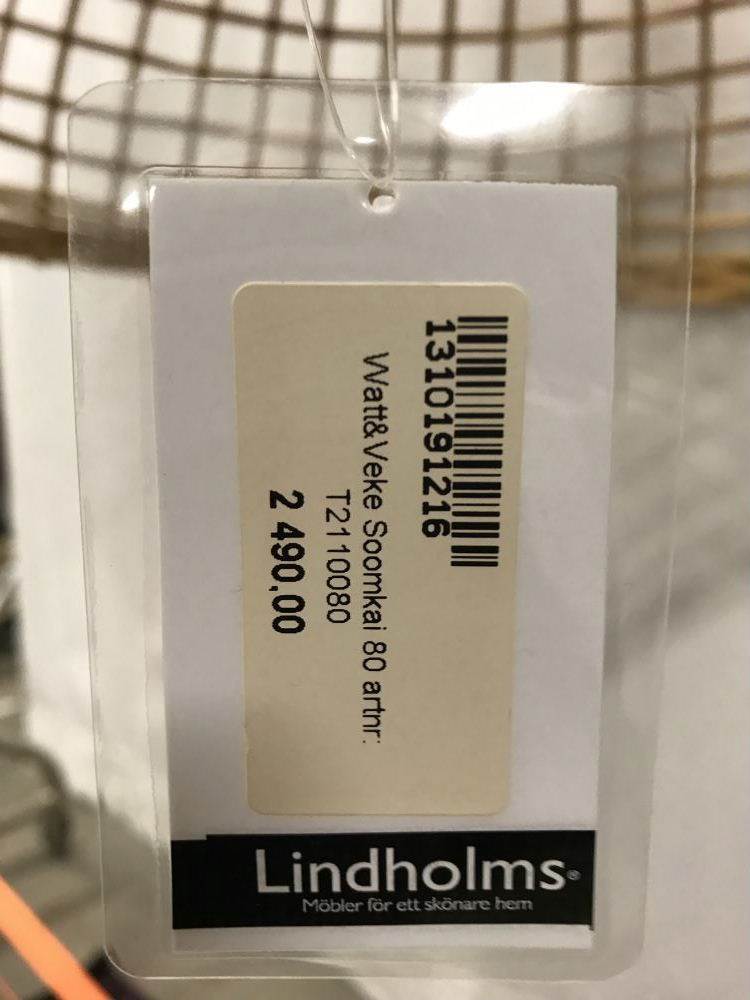 1310191216
Watt&Veke Soomkai 80 artnr:
T2110080
2 490,00
Lindholms®
Möbler för ett skönare hem